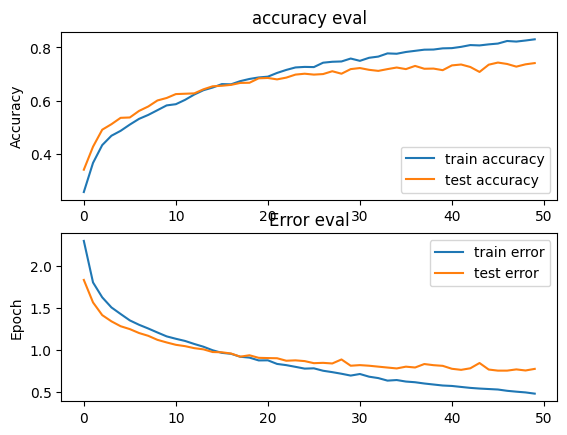 accuracy eval
Accuracy
0.8
0.6
0.4
train accuracy
test accuracy
0 10 20 30 40 50
Error eval
Epoch
2.0
1.5
1.0
0.5
train error
test error
0 10 20 30 40 50